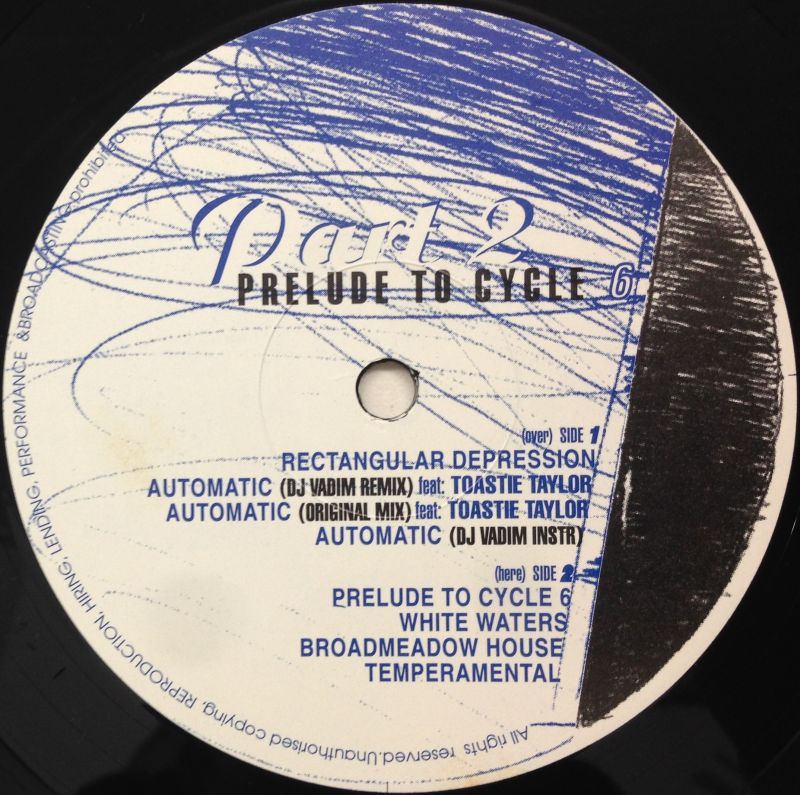 Part 2
PRELUDE TO CYCLE 6
(over) SIDE 1
RECTANGULAR DEPRESSION
AUTOMATIC (DJ VADIM REMIX) feat: TOASTIE TAYLOR
AUTOMATIC (ORIGINAL MIX) feat: TOASTIE TAYLOR
AUTOMATIC (DJ VADIM INSTR)
(here) SIDE 2
PRELUDE TO CYCLE 6
WHITE WATERS
BROADMEADOW HOUSE
TEMPERAMENTAL
All rights reserved.Unauthorised copying, REPRODUCTION, HIRING, LENDING, PERFORMANCE &BROADCASTING prohibited